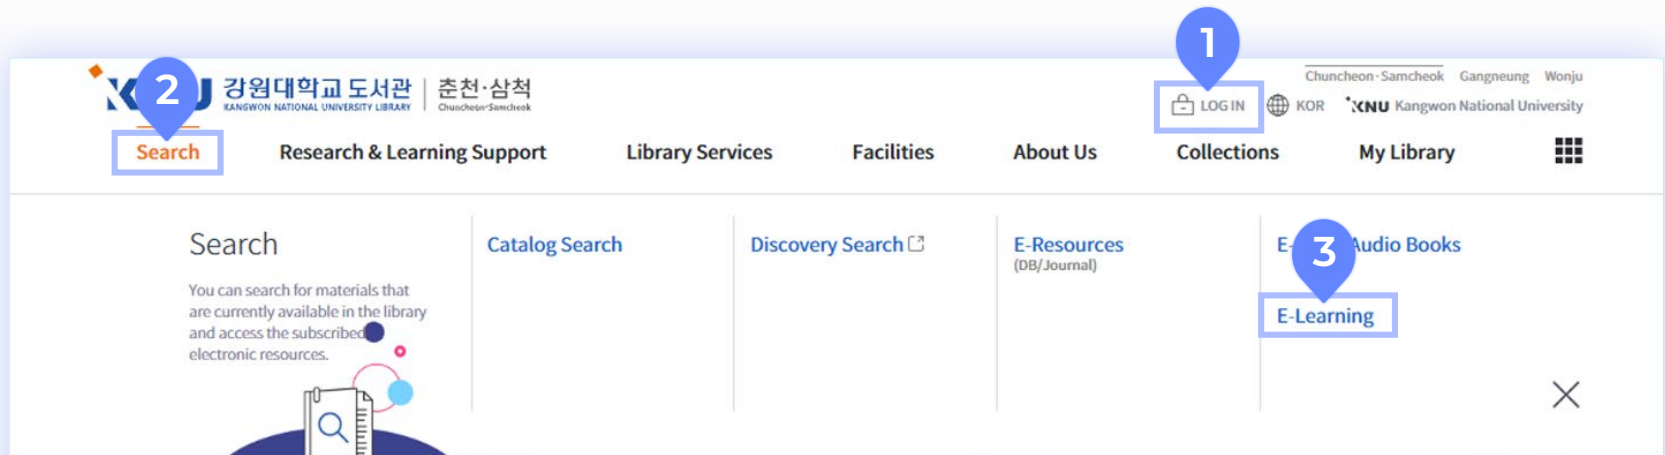 1
2
3
강원대학교 도서관 춘천·삼척
KANGWON NATIONAL UNIVERSITY LIBRARY Chuncheon·Samcheok
Chuncheon·Samcheok Gangneung Wonju
LOG IN KOR KNU Kangwon National University
Search Research & Learning Support Library Services Facilities About Us Collections My Library
Search
You can search for materials that
are currently available in the library
and access the subscribed
electronic resources.
Catalog Search
Discovery Search
E-Resources
(DB/Journal)
Audio Books
E-Learning